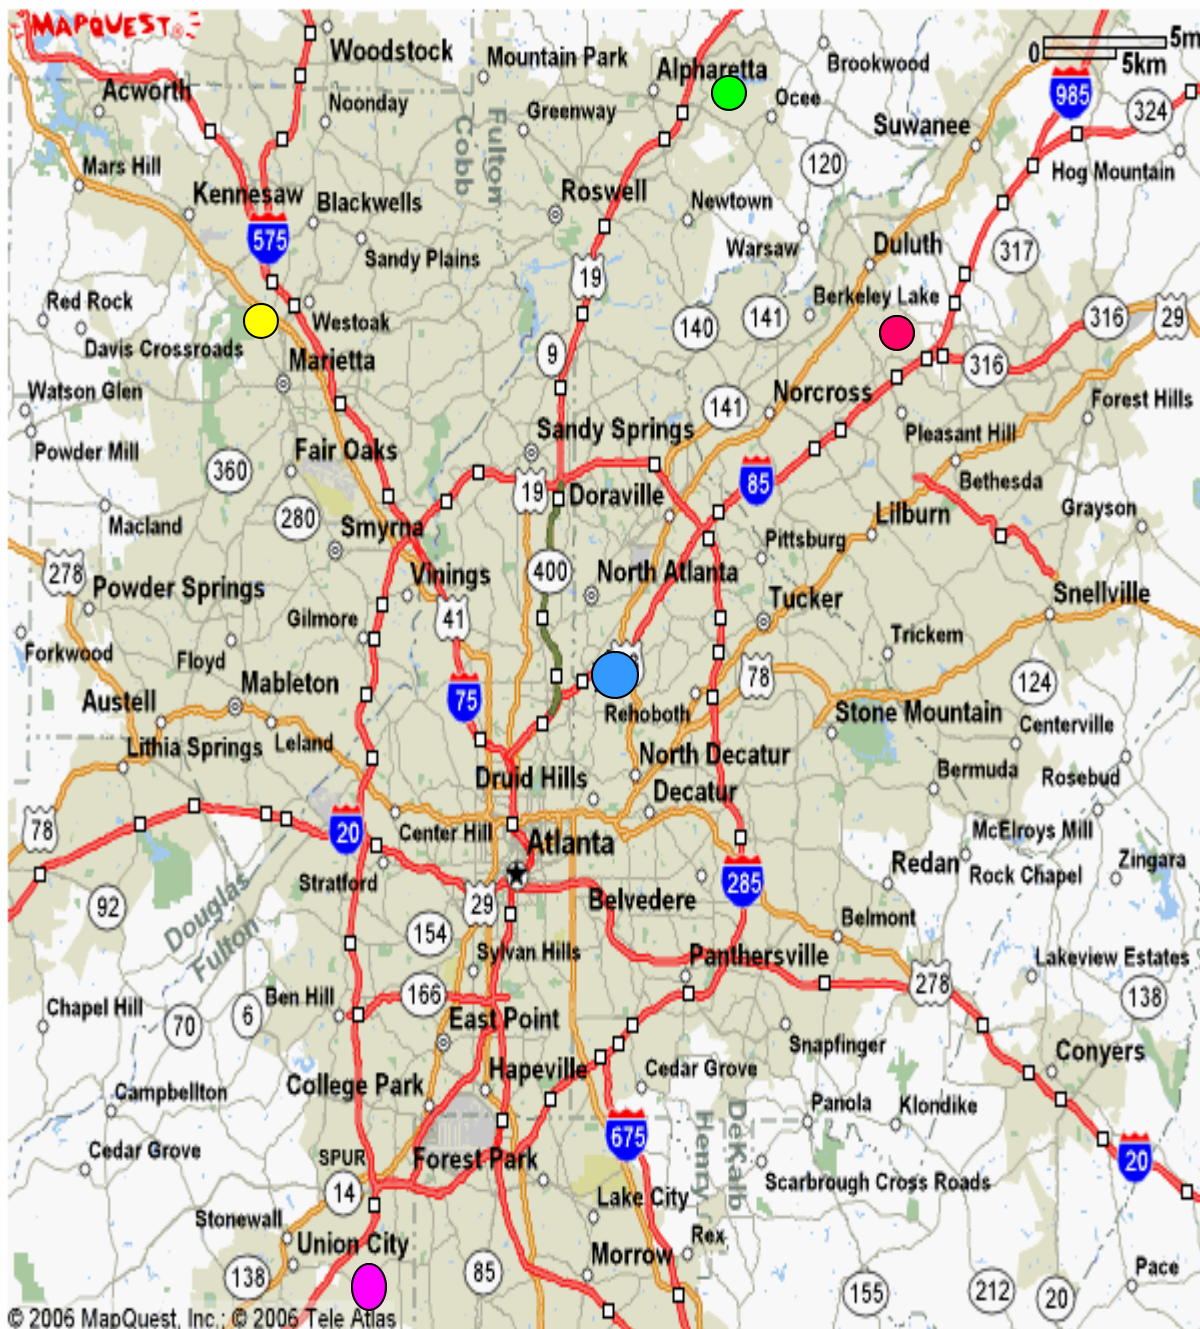 MAPQUEST®
Woodstock
Mountain Park
Alpharetta
Brookwood
0
5m
5km
Acworth
Noonday
Greenway
Ocee
985
324
Suwanee
Cobb
Fulton
Mars Hill
120
Hog Mountain
Kennesaw
Blackwells
Roswell
Newtown
575
Sandy Plains
Warsaw
Duluth
317
19
Red Rock
Westoak
140
141
Berkeley Lake
316
29
Davis Crossroads
Marietta
9
316
Watson Glen
141
Norcross
Forest Hills
Powder Mill
Fair Oaks
Sandy Springs
Pleasant Hill
360
85
Bethesda
19
Doraville
Macland
280
Smyrna
Lilburn
Grayson
Pittsburg
278
Powder Springs
Vinings
400
North Atlanta
Tucker
Snellville
Gilmore
41
Forkwood
Floyd
Trickem
Austell
Mableton
75
78
124
Rehoboth
Stone Mountain
Centerville
Lithia Springs
Leland
North Decatur
Druid Hills
Bermuda
Rosebud
Decatur
78
20
Center Hill
Atlanta
McElroys Mill
Stratford
285
Redan
Rock Chapel
Zingara
92
29
Belvedere
Douglas
Fulton
154
Belmont
Sylvan Hills
Panthersville
Lakeview Estates
278
138
Chapel Hill
70
6
Ben Hill
166
East Point
Snapfinger
Conyers
Campbellton
College Park
Hapeville
Cedar Grove
Panola
Klondike
Cedar Grove
675
Henry
DeKalb
20
SPUR
14
Forest Park
Scarbrough Cross Roads
Lake City
Stonewall
Union City
Morrow
Rex
138
85
155
212
20
Pace
© 2006 MapQuest, Inc.; © 2006 Tele Atlas